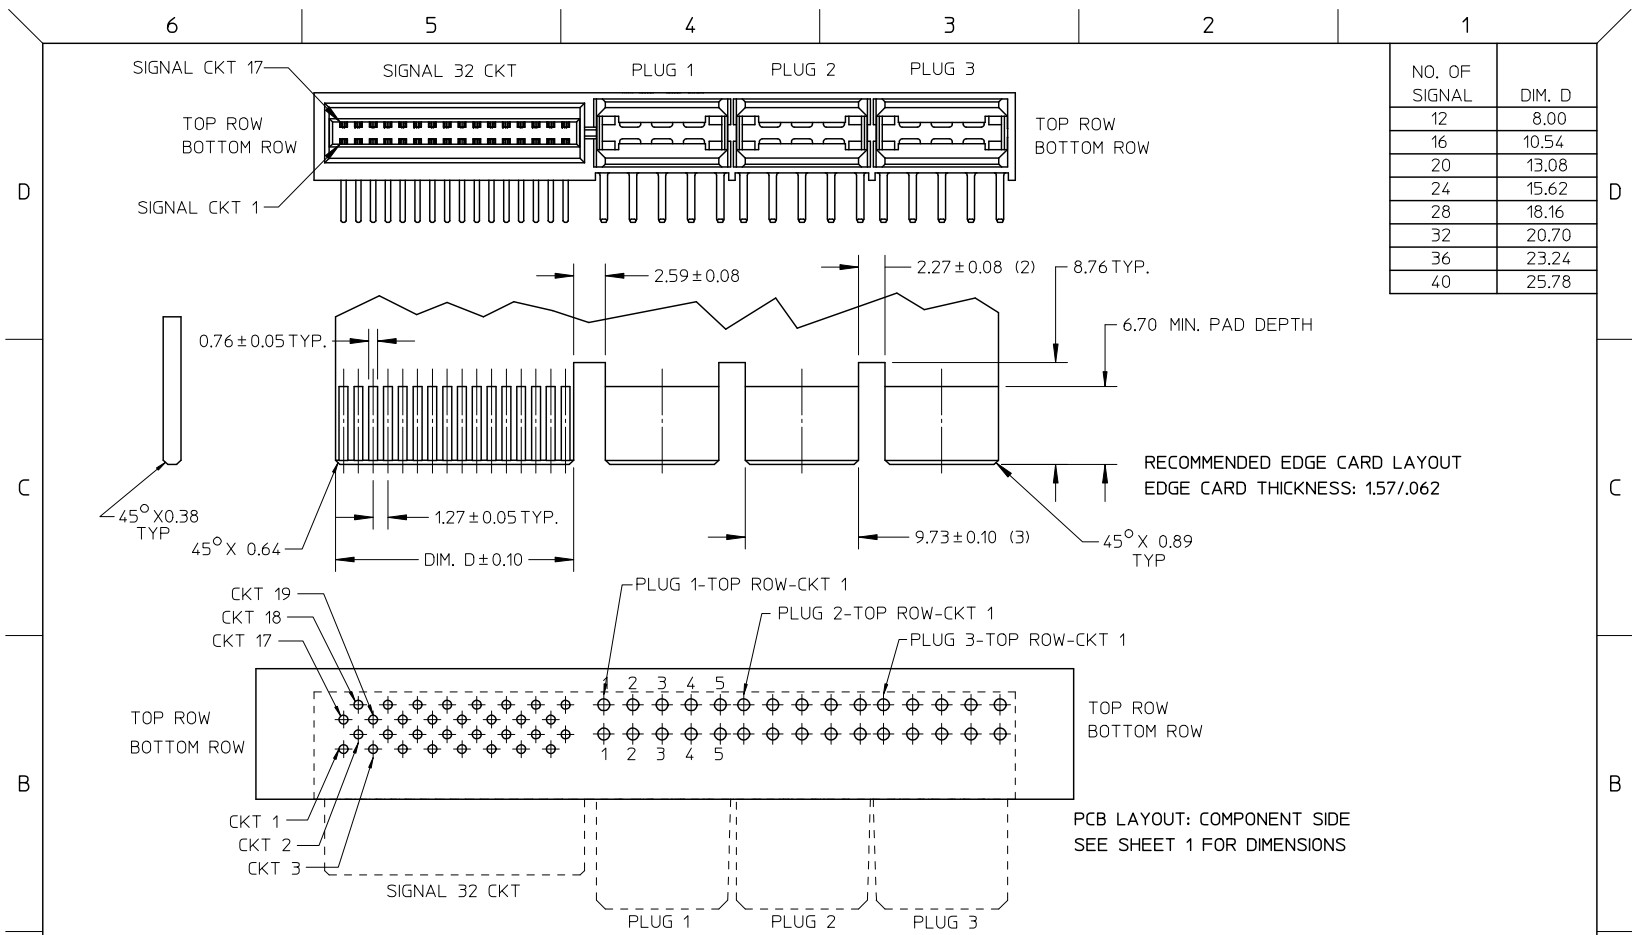 6 5 4 3 2 1
SIGNAL CKT 17
SIGNAL 32 CKT
PLUG 1
PLUG 2
PLUG 3
TOP ROW
BOTTOM ROW
TOP ROW
BOTTOM ROW
SIGNAL CKT 1
NO. OF SIGNAL DIM. D
12 8.00
16 10.54
20 13.08
24 15.62
28 18.16
32 20.70
36 23.24
40 25.78
D
D
2.59±0.08
2.27±0.08 (2)
8.76 TYP.
0.76±0.05 TYP.
6.70 MIN. PAD DEPTH
RECOMMENDED EDGE CARD LAYOUT
EDGE CARD THICKNESS: 1.57/.062
C
C
45° X0.38
TYP
45° X 0.64
1.27±0.05 TYP.
DIM. D±0.10
9.73±0.10 (3)
45° X 0.89
TYP
CKT 19
CKT 18
CKT 17
PLUG 1-TOP ROW-CKT 1
PLUG 2-TOP ROW-CKT 1
PLUG 3-TOP ROW-CKT 1
1 2 3 4 5
TOP ROW
BOTTOM ROW
TOP ROW
BOTTOM ROW
1 2 3 4 5
B
B
CKT 1
CKT 2
CKT 3
PCB LAYOUT: COMPONENT SIDE
SEE SHEET 1 FOR DIMENSIONS
SIGNAL 32 CKT
PLUG 1
PLUG 2
PLUG 3